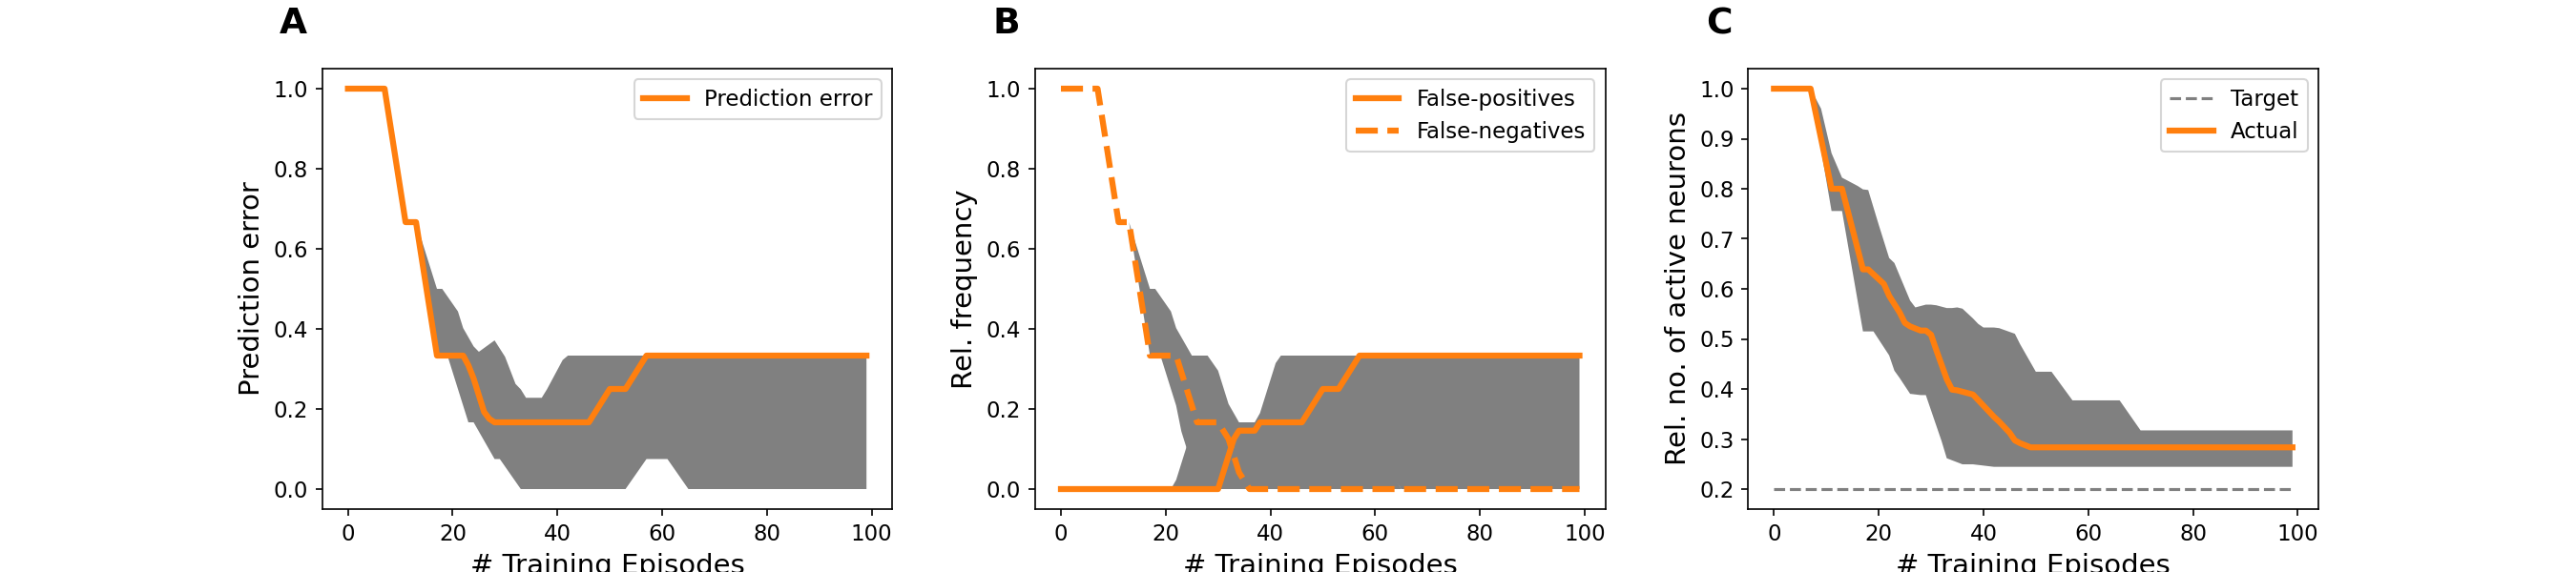 A
Prediction error
1.0
0.8
0.6
0.4
0.2
0.0
Prediction error
0 20 40 60 80 100
# Training Episodes
B
False-positives
False-negatives
1.0
0.8
0.6
0.4
0.2
0.0
Rel. frequency
0 20 40 60 80 100
# Training Episodes
C
Target
Actual
1.0
0.9
0.8
0.7
0.6
0.5
0.4
0.3
0.2
Rel. no. of active neurons
0 20 40 60 80 100
# Training Episodes